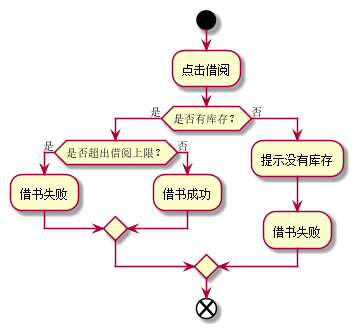 点击借阅
是
是否有库存？
否
是
是否超出借阅上限？
否
提示没有库存
借书失败
借书成功
借书失败